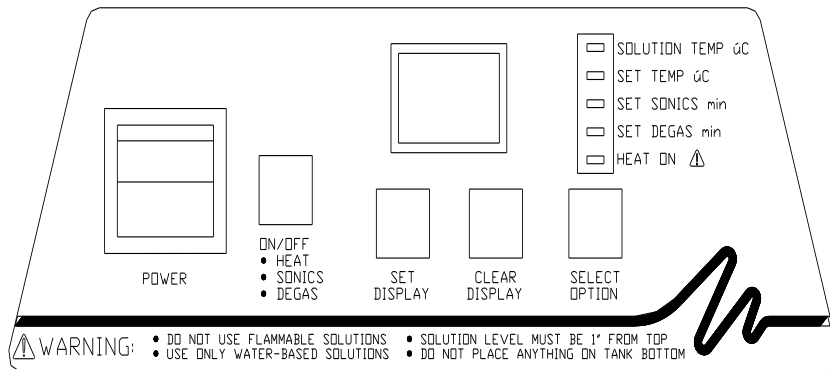 SOLUTION TEMP úC
SET TEMP úC
SET SONICS min
SET DEGAS min
HEAT ON
POWER
ON/OFF
• HEAT
• SONICS
• DEGAS
SET
DISPLAY
CLEAR
DISPLAY
SELECT
OPTION
WARNING:
• DO NOT USE FLAMMABLE SOLUTIONS
• USE ONLY WATER-BASED SOLUTIONS
• SOLUTION LEVEL MUST BE 1" FROM TOP
• DO NOT PLACE ANYTHING ON TANK BOTTOM